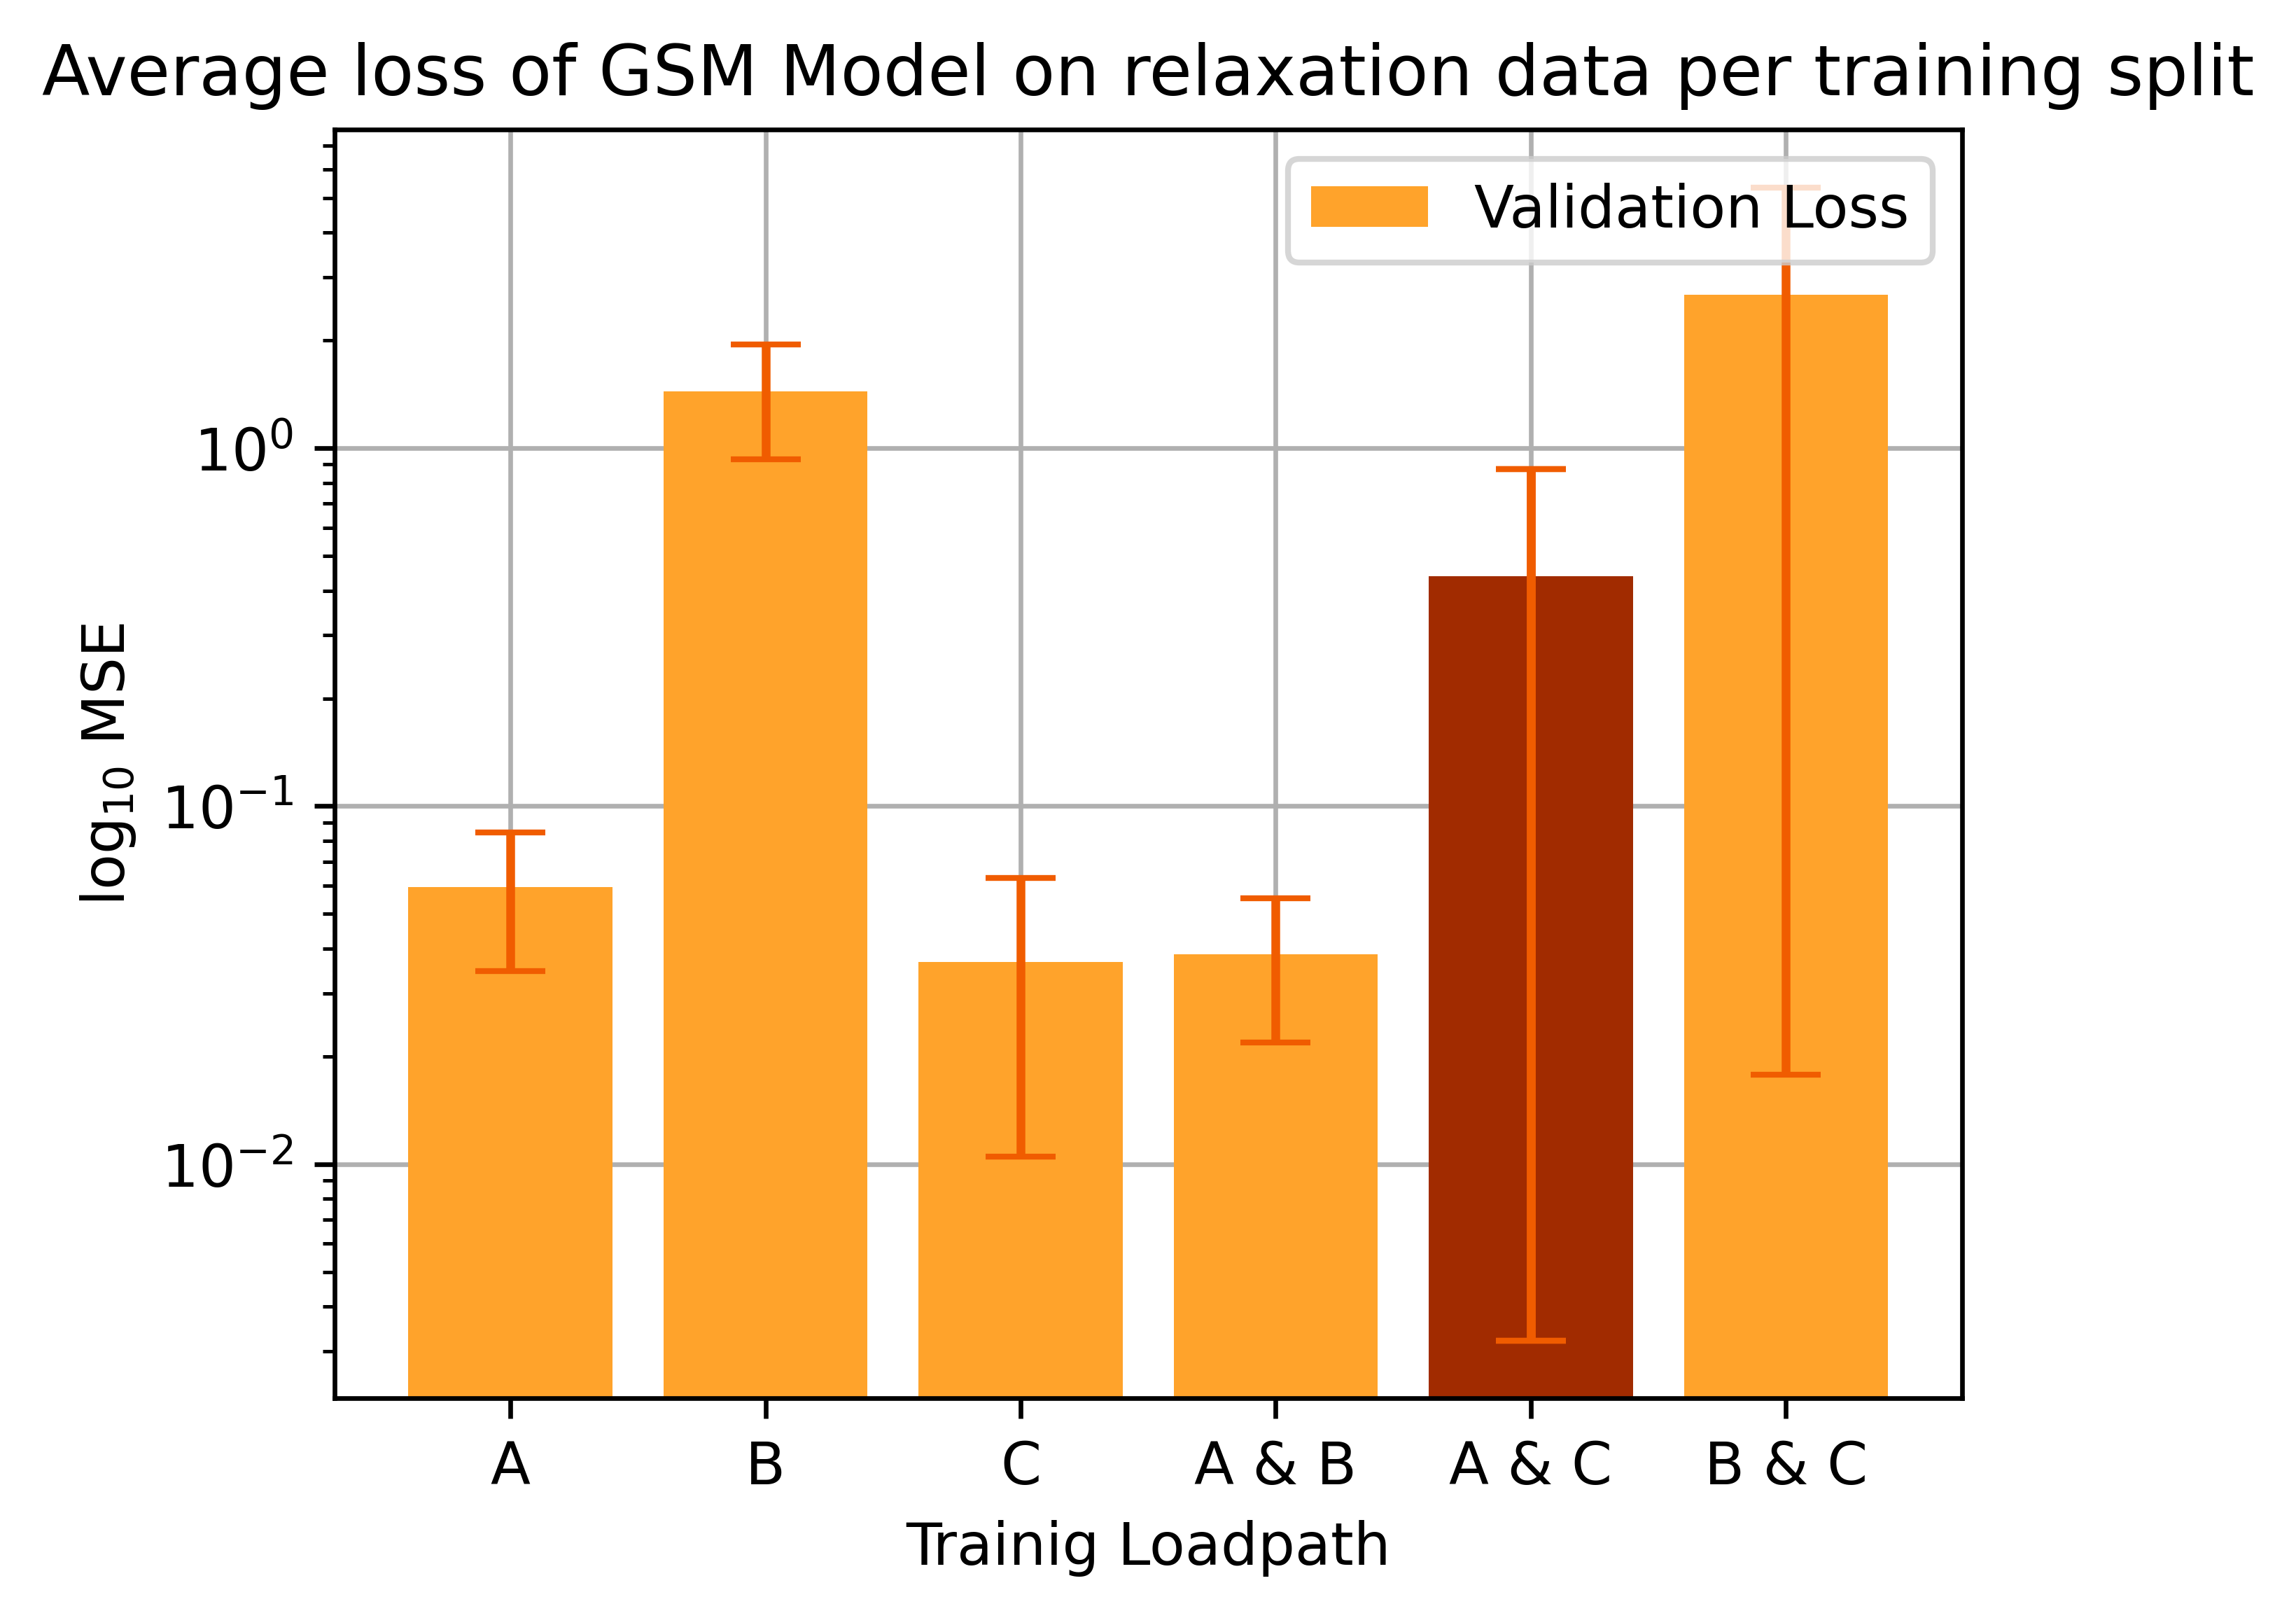 Average loss of GSM Model on relaxation data per training split
Validation Loss
log₁₀ MSE
10⁰
10⁻¹
10⁻²
A B C A & B A & C B & C
Trainig Loadpath